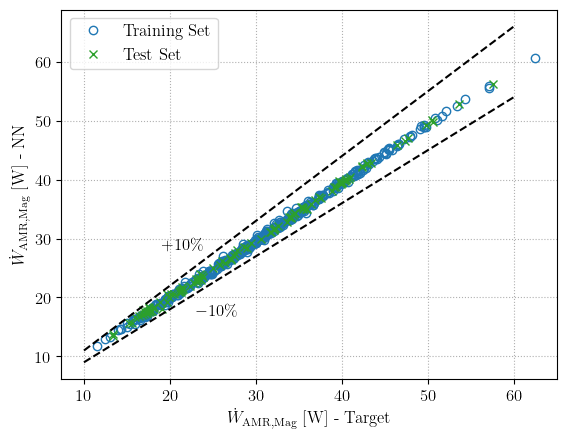 Training Set
Test Set
60
50
40
30
20
10
Ẇ_AMR,Mag [W] - NN
+10%
−10%
10 20 30 40 50 60
Ẇ_AMR,Mag [W] - Target